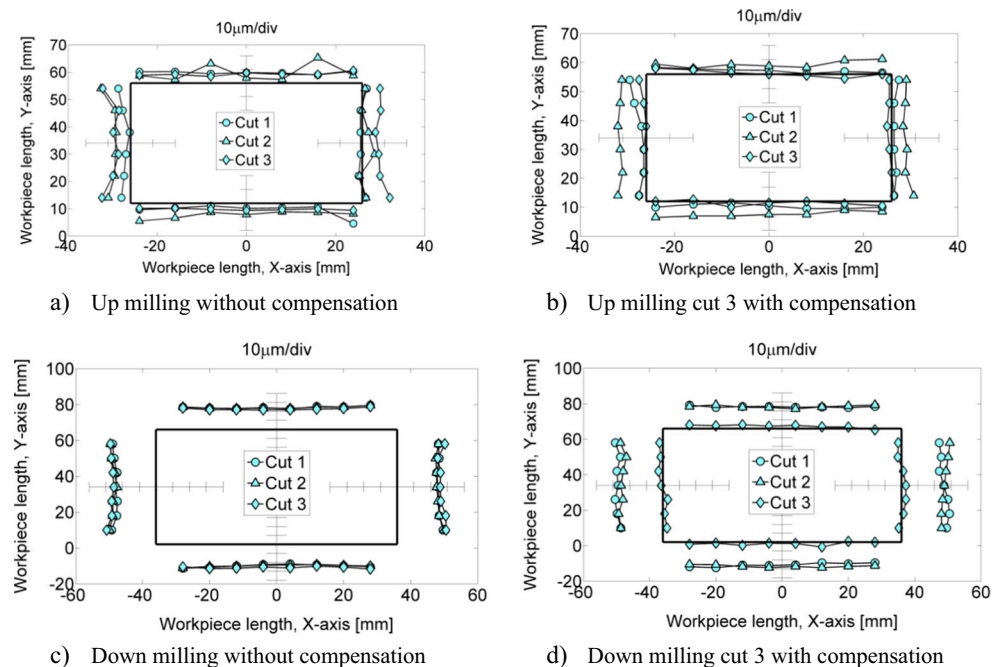 10μm/div
Workpiece length, Y-axis [mm]
70
60
50
40
30
20
10
0
Cut 1
Cut 2
Cut 3
-40
-20
0
20
40
Workpiece length, X-axis [mm]
a) Up milling without compensation
10μm/div
Workpiece length, Y-axis [mm]
70
60
50
40
30
20
10
0
Cut 1
Cut 2
Cut 3
-40
-20
0
20
40
Workpiece length, X-axis [mm]
b) Up milling cut 3 with compensation
10μm/div
Workpiece length, Y-axis [mm]
100
80
60
40
20
0
-20
Cut 1
Cut 2
Cut 3
-60
-40
-20
0
20
40
60
Workpiece length, X-axis [mm]
c) Down milling without compensation
10μm/div
Workpiece length, Y-axis [mm]
100
80
60
40
20
0
-20
Cut 1
Cut 2
Cut 3
-60
-40
-20
0
20
40
60
Workpiece length, X-axis [mm]
d) Down milling cut 3 with compensation